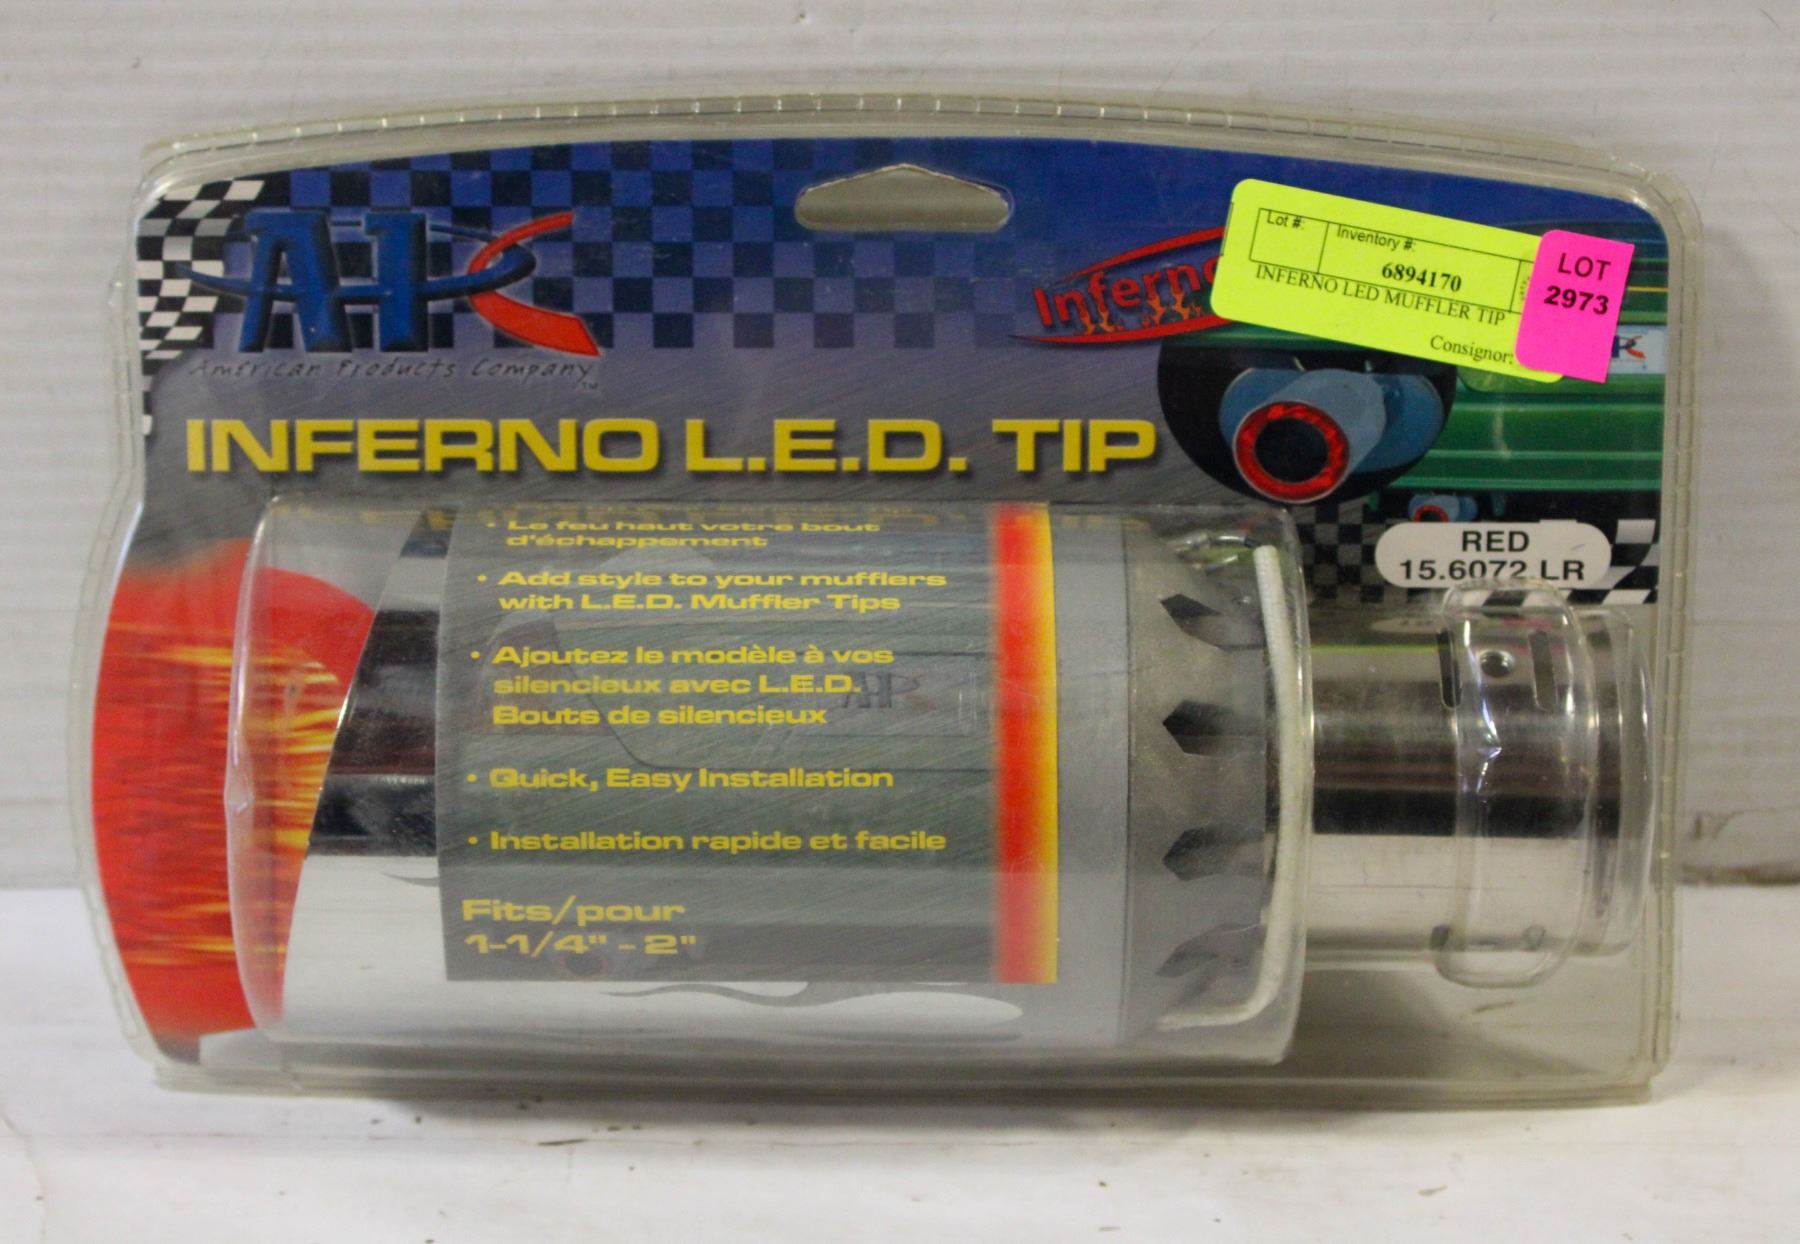 APC
American Products Company
TM
Inferno
Lot #:
Inventory #:
6894170
INFERNO LED MUFFLER TIP
Consignor:
LOT
2973
INFERNO L.E.D. TIP
RED
15.6072 LR
• Le feu haut votre bout
d'échappement
• Add style to your mufflers
with L.E.D. Muffler Tips
• Ajoutez le modèle à vos
silencieux avec L.E.D.
Bouts de silencieux
• Quick, Easy Installation
• Installation rapide et facile
Fits/pour
1-1/4" - 2"